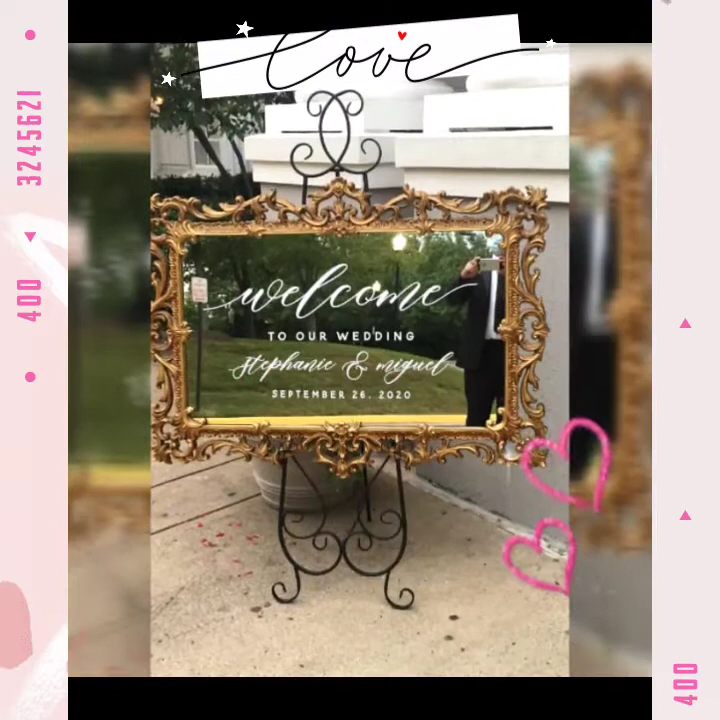 love
welcome
TO OUR WEDDING
stephanie & miguel
SEPTEMBER 26, 2020
3245621
400
400